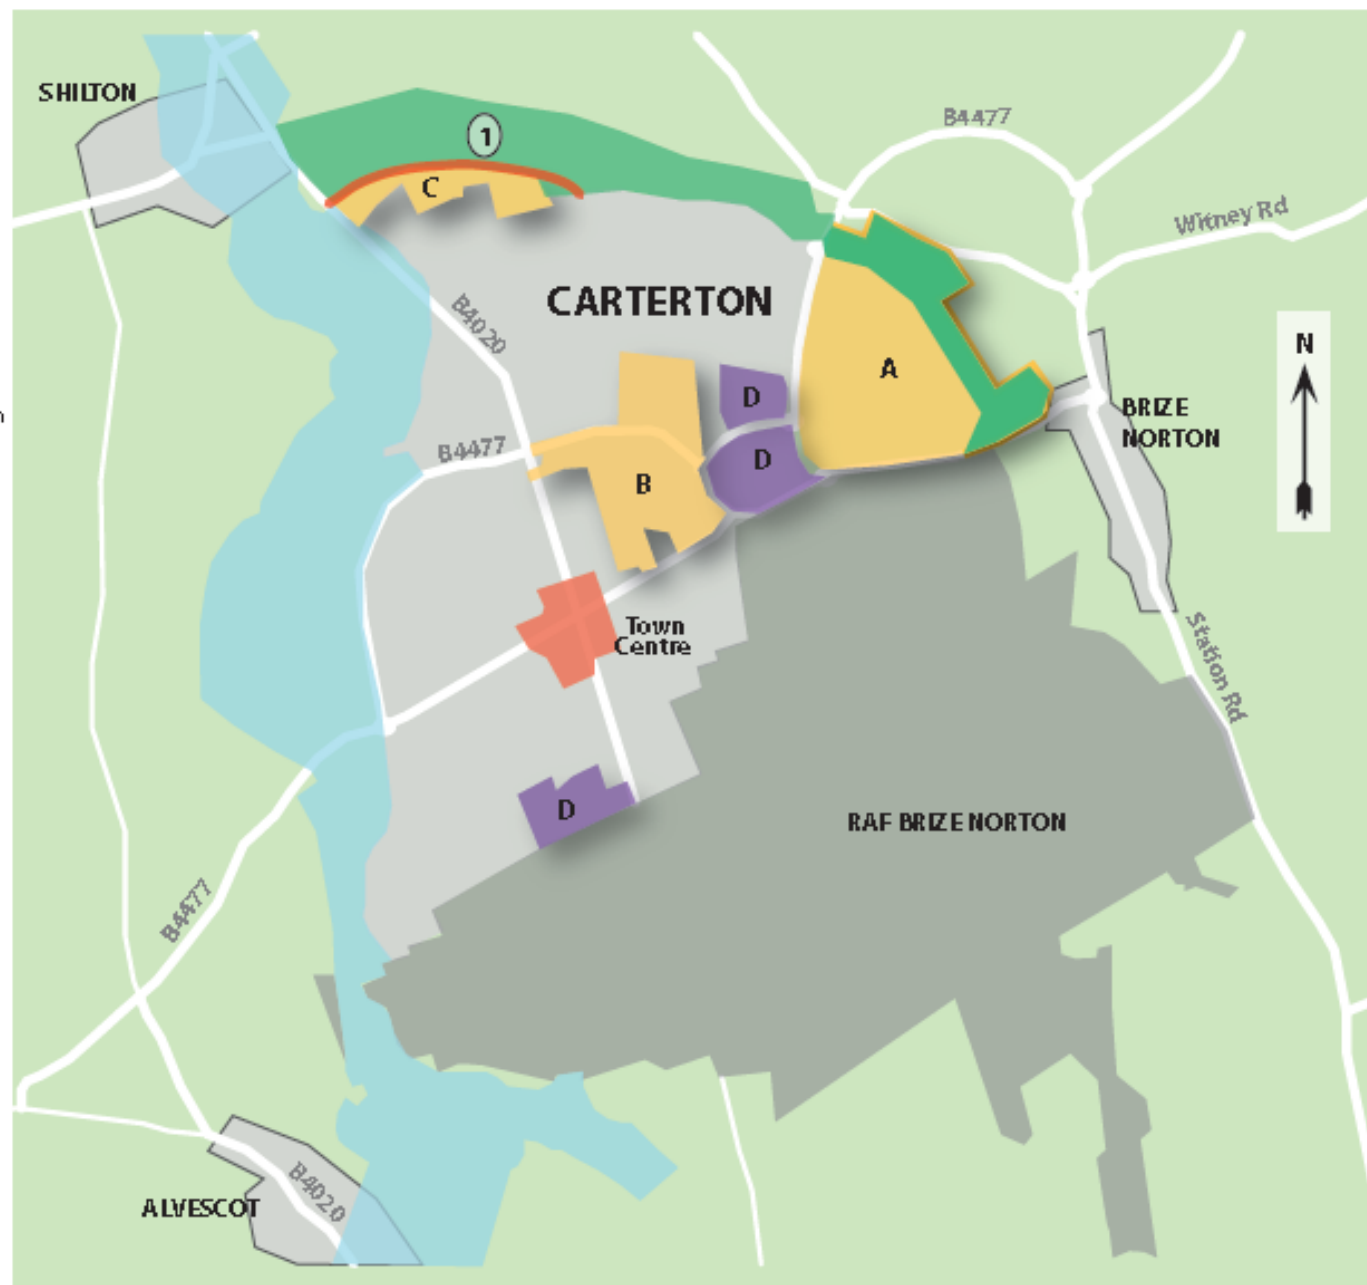 SHILTON
1
B4477
C
Witney Rd
CARTERTON
B4020
N
A
D
BRIZE
NORTON
B4477
D
B
Town
Centre
Station Rd
D
RAF BRIZE NORTON
B4477
B4020
ALVESCOT